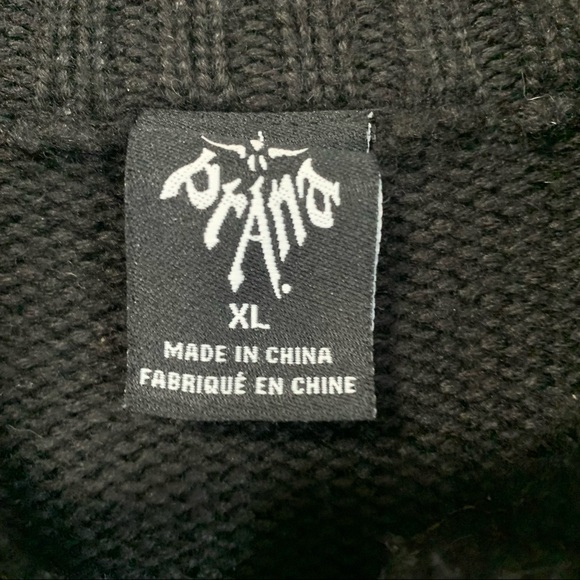 prAna.
XL
MADE IN CHINA
FABRIQUÉ EN CHINE